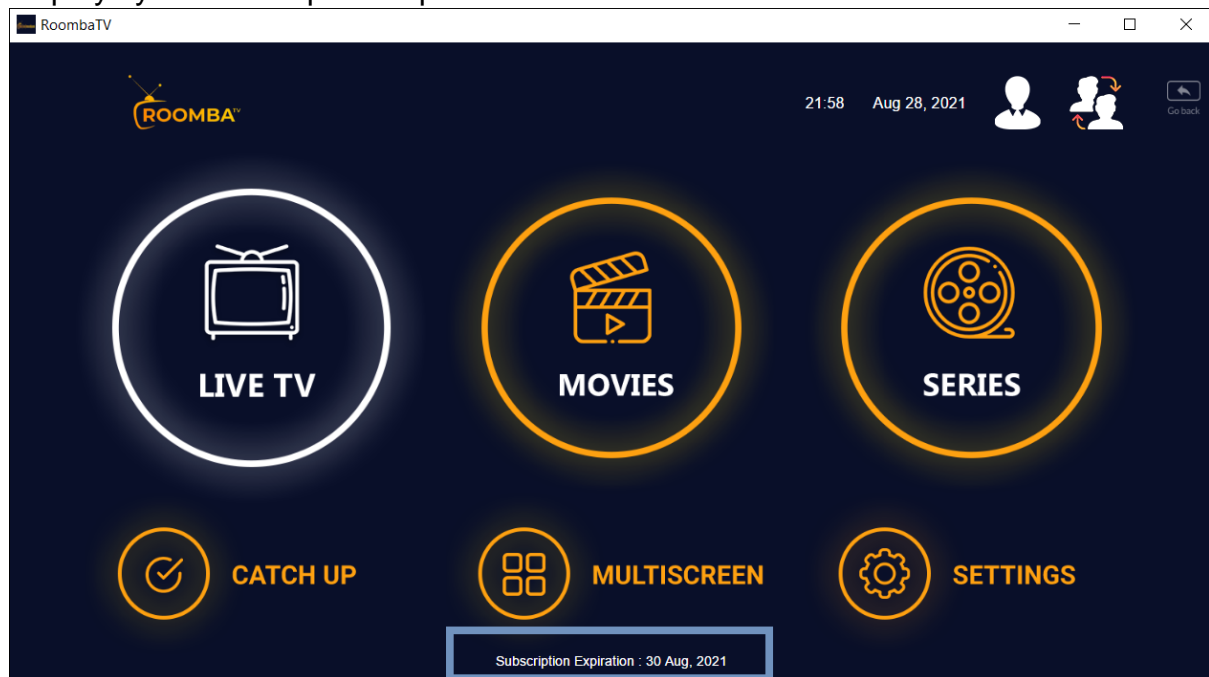 RoombaTV
ROOMBA TV
21:58 Aug 28, 2021
Go back
LIVE TV
MOVIES
SERIES
CATCH UP
MULTISCREEN
SETTINGS
Subscription Expiration : 30 Aug, 2021